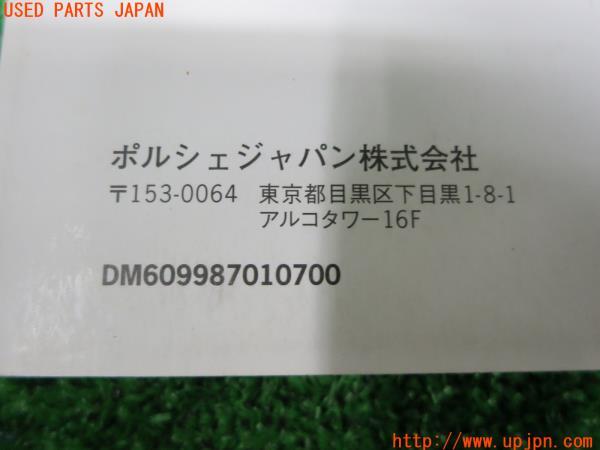 USED PARTS JAPAN
ポルシェジャパン株式会社
〒153-0064 東京都目黒区下目黒1-8-1
アルコタワー16F
DM609987010700
http://www.upjpn.com/